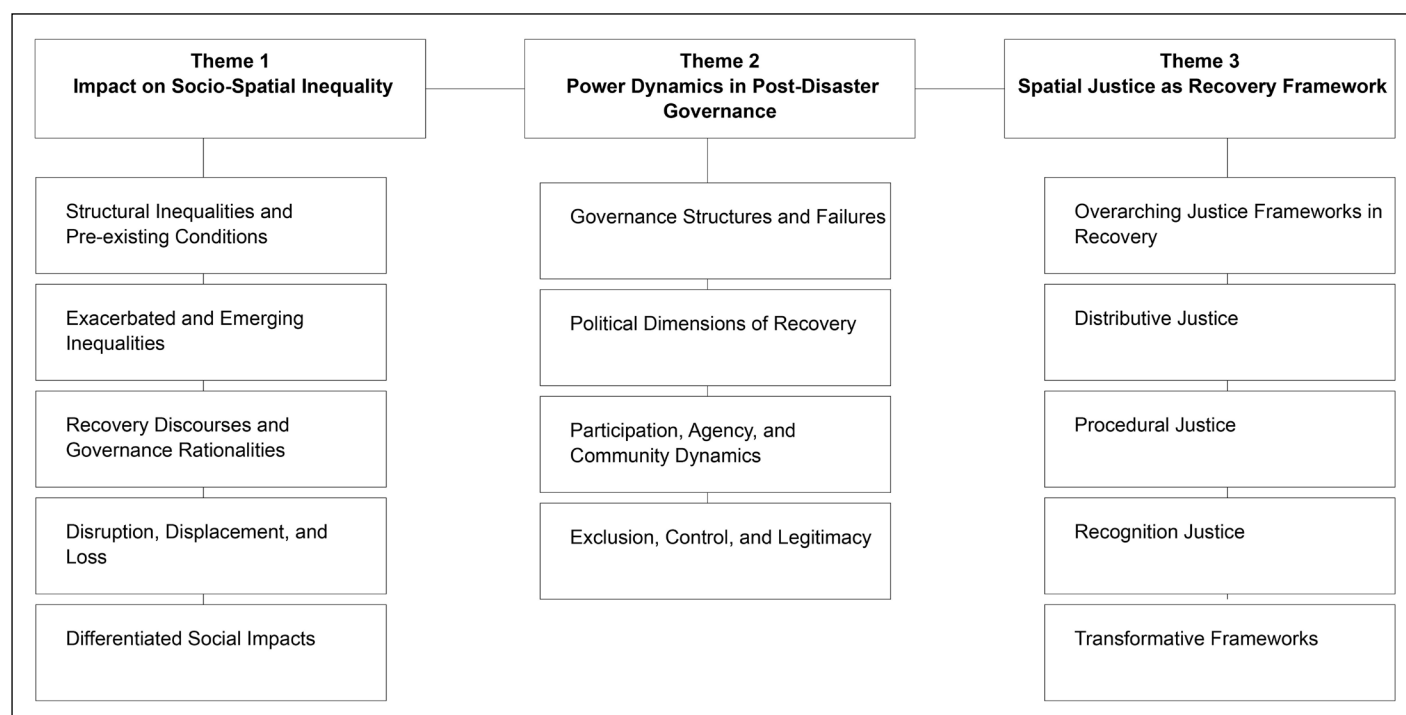 Theme 1
Impact on Socio-Spatial Inequality
Structural Inequalities and
Pre-existing Conditions
Exacerbated and Emerging
Inequalities
Recovery Discourses and
Governance Rationalities
Disruption, Displacement, and
Loss
Differentiated Social Impacts
Theme 2
Power Dynamics in Post-Disaster
Governance
Governance Structures and Failures
Political Dimensions of Recovery
Participation, Agency, and
Community Dynamics
Exclusion, Control, and Legitimacy
Theme 3
Spatial Justice as Recovery Framework
Overarching Justice Frameworks in
Recovery
Distributive Justice
Procedural Justice
Recognition Justice
Transformative Frameworks